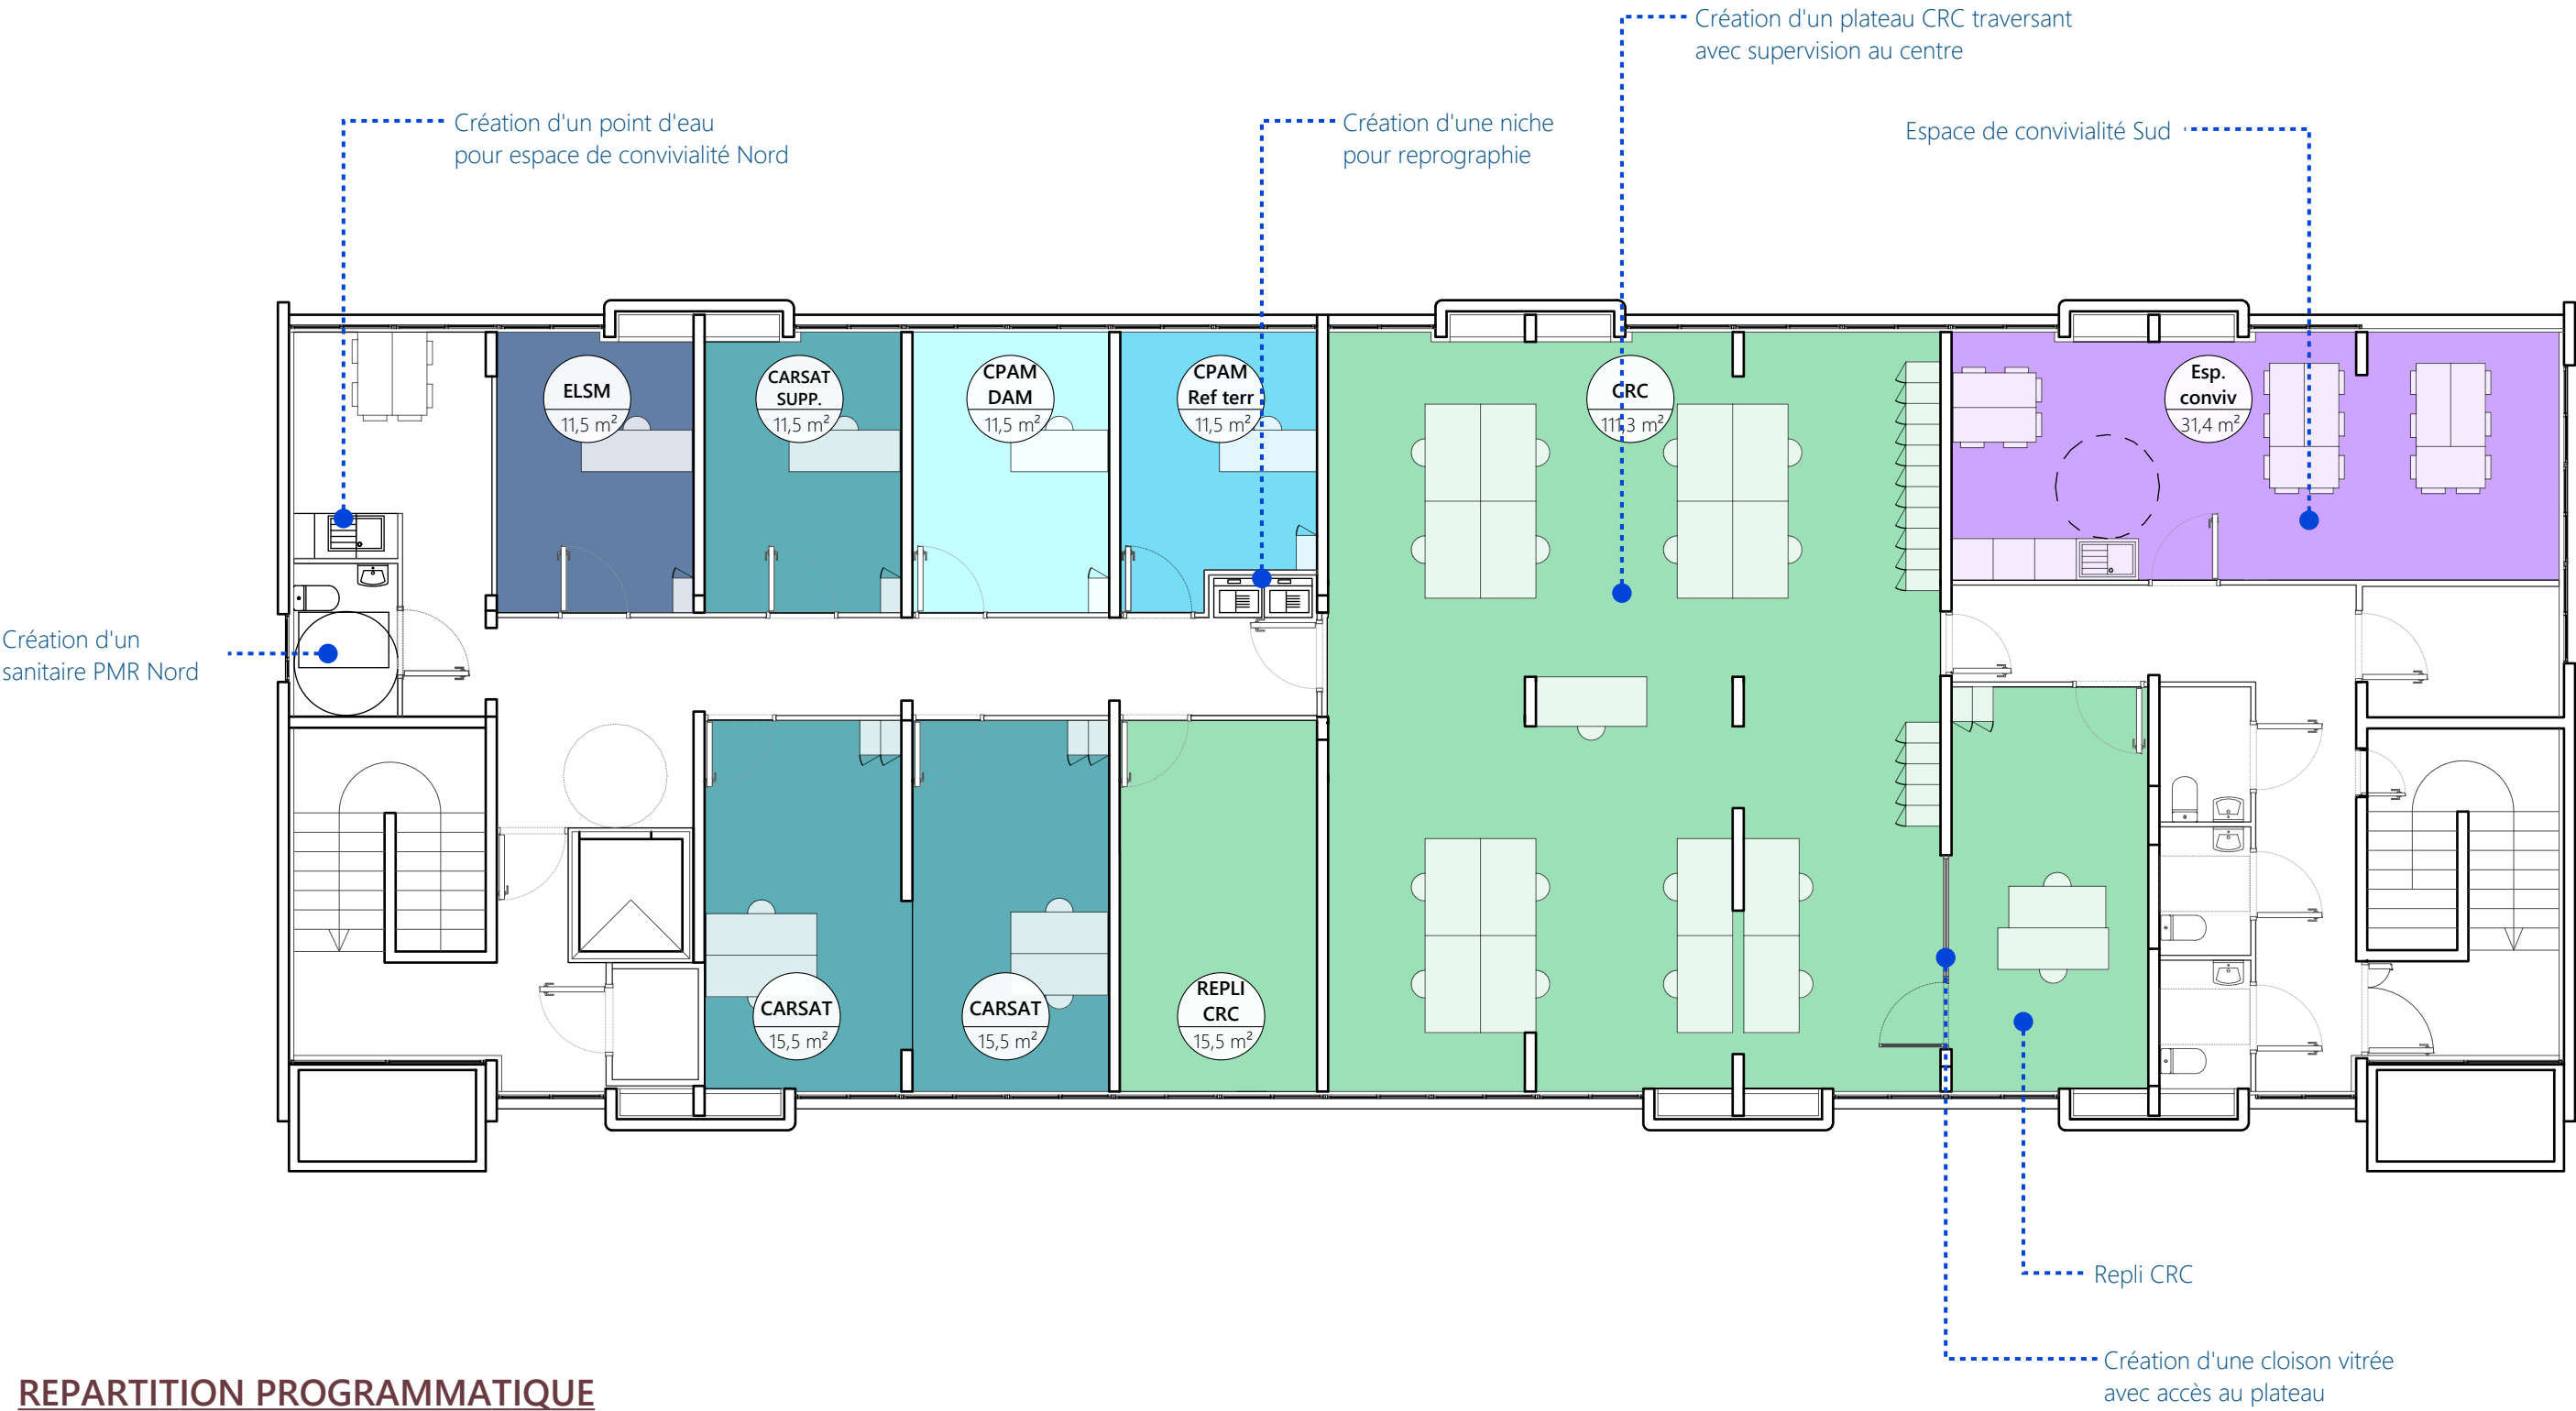 Création d'un plateau CRC traversant
avec supervision au centre
Création d'un point d'eau
pour espace de convivialité Nord
Création d'une niche
pour reprographie
Espace de convivialité Sud
ELSM
11,5 m²
CARSAT
SUPP.
11,5 m²
CPAM
DAM
11,5 m²
CPAM
Ref terr
11,5 m²
CRC
111,3 m²
Esp.
conviv
31,4 m²
Création d'un
sanitaire PMR Nord
CARSAT
15,5 m²
CARSAT
15,5 m²
REPLI
CRC
15,5 m²
Repli CRC
Création d'une cloison vitrée
avec accès au plateau
REPARTITION PROGRAMMATIQUE